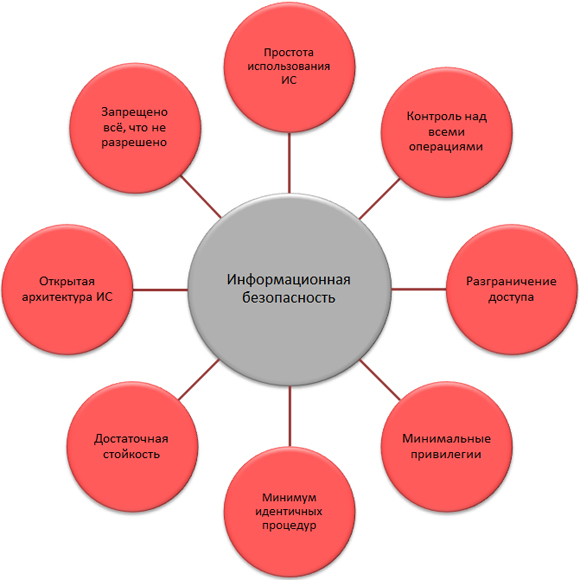 Простота
использования
ИС
Запрещено
всё, что не
разрешено
Контроль над
всеми
операциями
Информационная
безопасность
Открытая
архитектура ИС
Разграничение
доступа
Достаточная
стойкость
Минимальные
привилегии
Минимум
идентичных
процедур